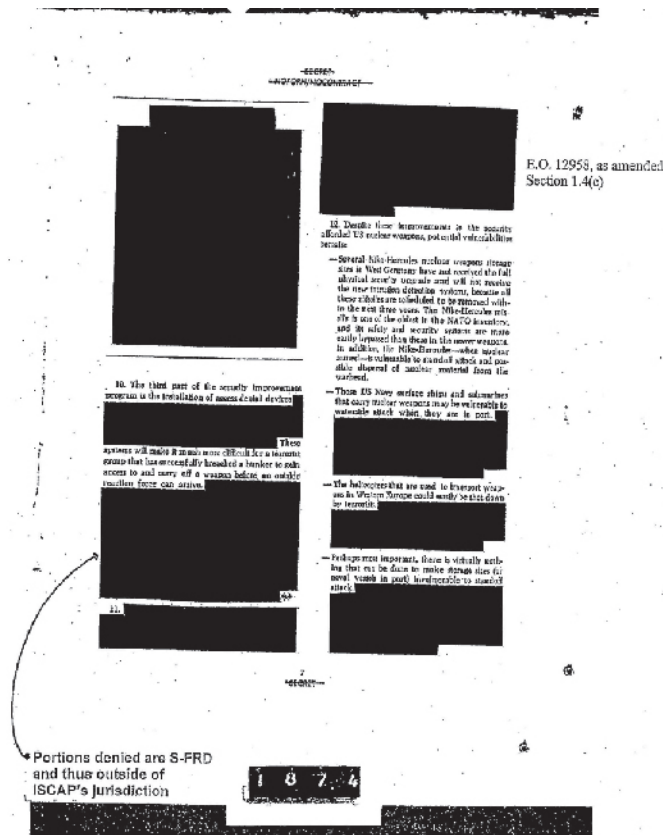 SECRET
NOFORN/NOCONTRACT
E.O. 12958, as amended
Section 1.4(c)
10. The third part of the security improvement
program is the installation of access denial devices
These
systems will make it much more difficult for a terrorist
group that has successfully breached a bunker to gain
access to and carry off a weapon before an outside
reaction force can arrive.
11.
12. Despite these improvements in the security
afforded US nuclear weapons, potential vulnerabilities
remain:
—Several Nike-Hercules nuclear weapons storage
sites in West Germany have not received the full
physical security upgrade and will not receive
the new intrusion detection systems, because all
these missiles are scheduled to be removed with-
in the next three years. The Nike-Hercules mis-
sile is one of the oldest in the NATO inventory,
and its safety and security systems are more
easily bypassed than those in the newer weapons.
In addition, the Nike-Hercules—when nuclear
armed—is vulnerable to standoff attack and pos-
sible dispersal of nuclear material from the
warhead.
—Those US Navy surface ships and submarines
that carry nuclear weapons may be vulnerable to
waterside attack when they are in port.
—The helicopters that are used to transport weap-
ons in Western Europe could easily be shot down
by terrorists.
—Perhaps most important, there is virtually noth-
ing that can be done to make storage sites (or
naval vessels in port) invulnerable to standoff
attack.
7
SECRET
Portions denied are S-FRD
and thus outside of
ISCAP's jurisdiction
1 8 7 4